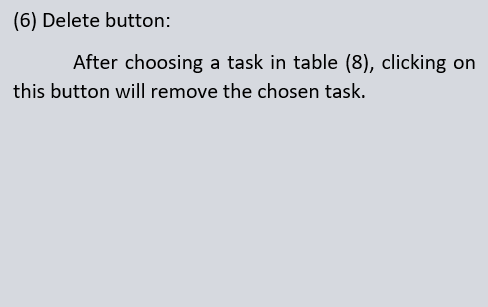 (6) Delete button:
After choosing a task in table (8), clicking on
this button will remove the chosen task.